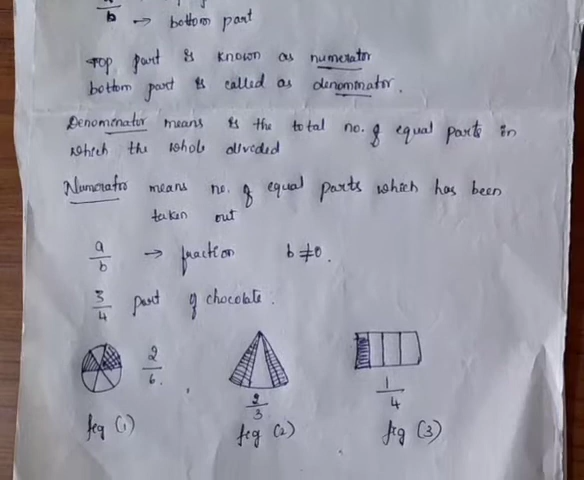 a/b → bottom part
Top part is known as numerator
bottom part is called as denominator.
Denomenator means is the total no. of equal parts in
which the whole divided
Numerator means no. of equal parts which has been
taken out
a/b → fraction b ≠ 0.
3/4 part of chocolate.
2/6.
2/3
1/4
fig (1) fig (2) fig (3)